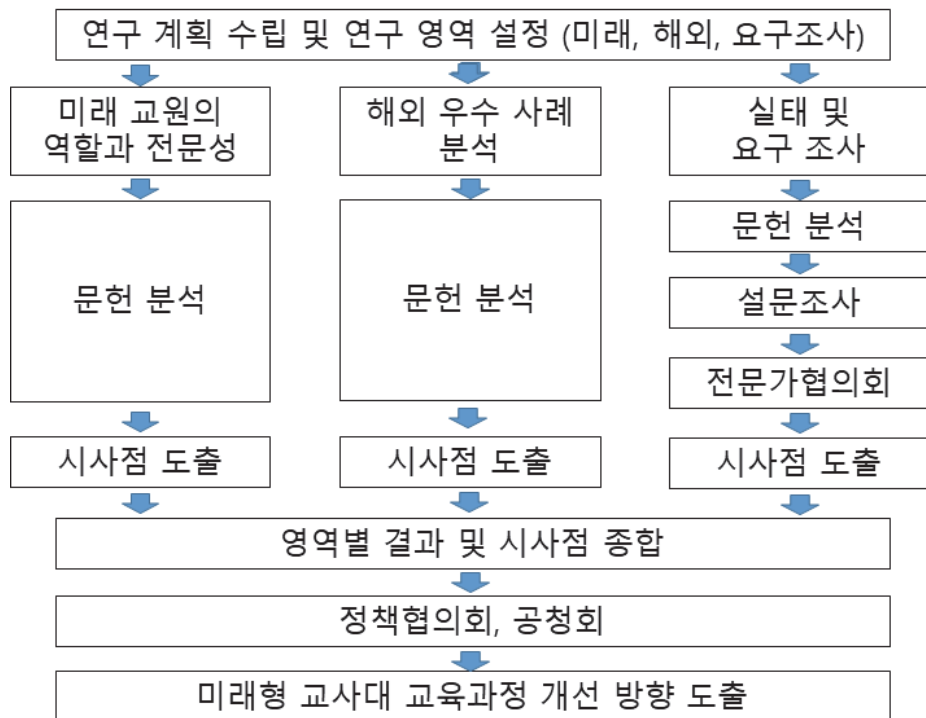 연구 계획 수립 및 연구 영역 설정 (미래, 해외, 요구조사)
미래 교원의
역할과 전문성
문헌 분석
시사점 도출
해외 우수 사례
분석
문헌 분석
시사점 도출
실태 및
요구 조사
문헌 분석
설문조사
전문가협의회
시사점 도출
영역별 결과 및 시사점 종합
정책협의회, 공청회
미래형 교사대 교육과정 개선 방향 도출